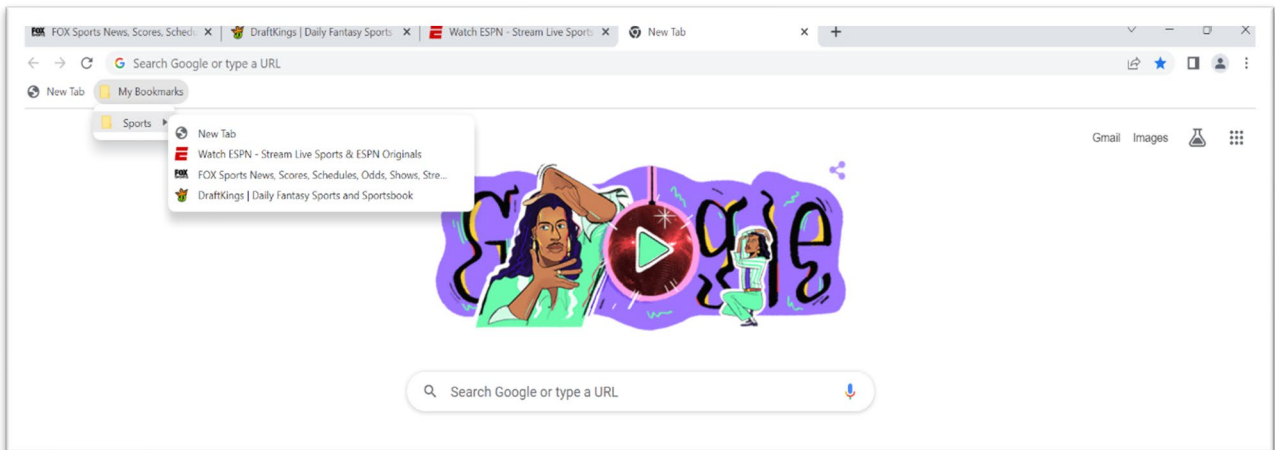 FOX Sports News, Scores, Schedu
DraftKings | Daily Fantasy Sports
Watch ESPN - Stream Live Sports
New Tab
Search Google or type a URL
New Tab
My Bookmarks
Sports
New Tab
Watch ESPN - Stream Live Sports & ESPN Originals
FOX Sports News, Scores, Schedules, Odds, Shows, Stre...
DraftKings | Daily Fantasy Sports and Sportsbook
Gmail Images
Google
Search Google or type a URL